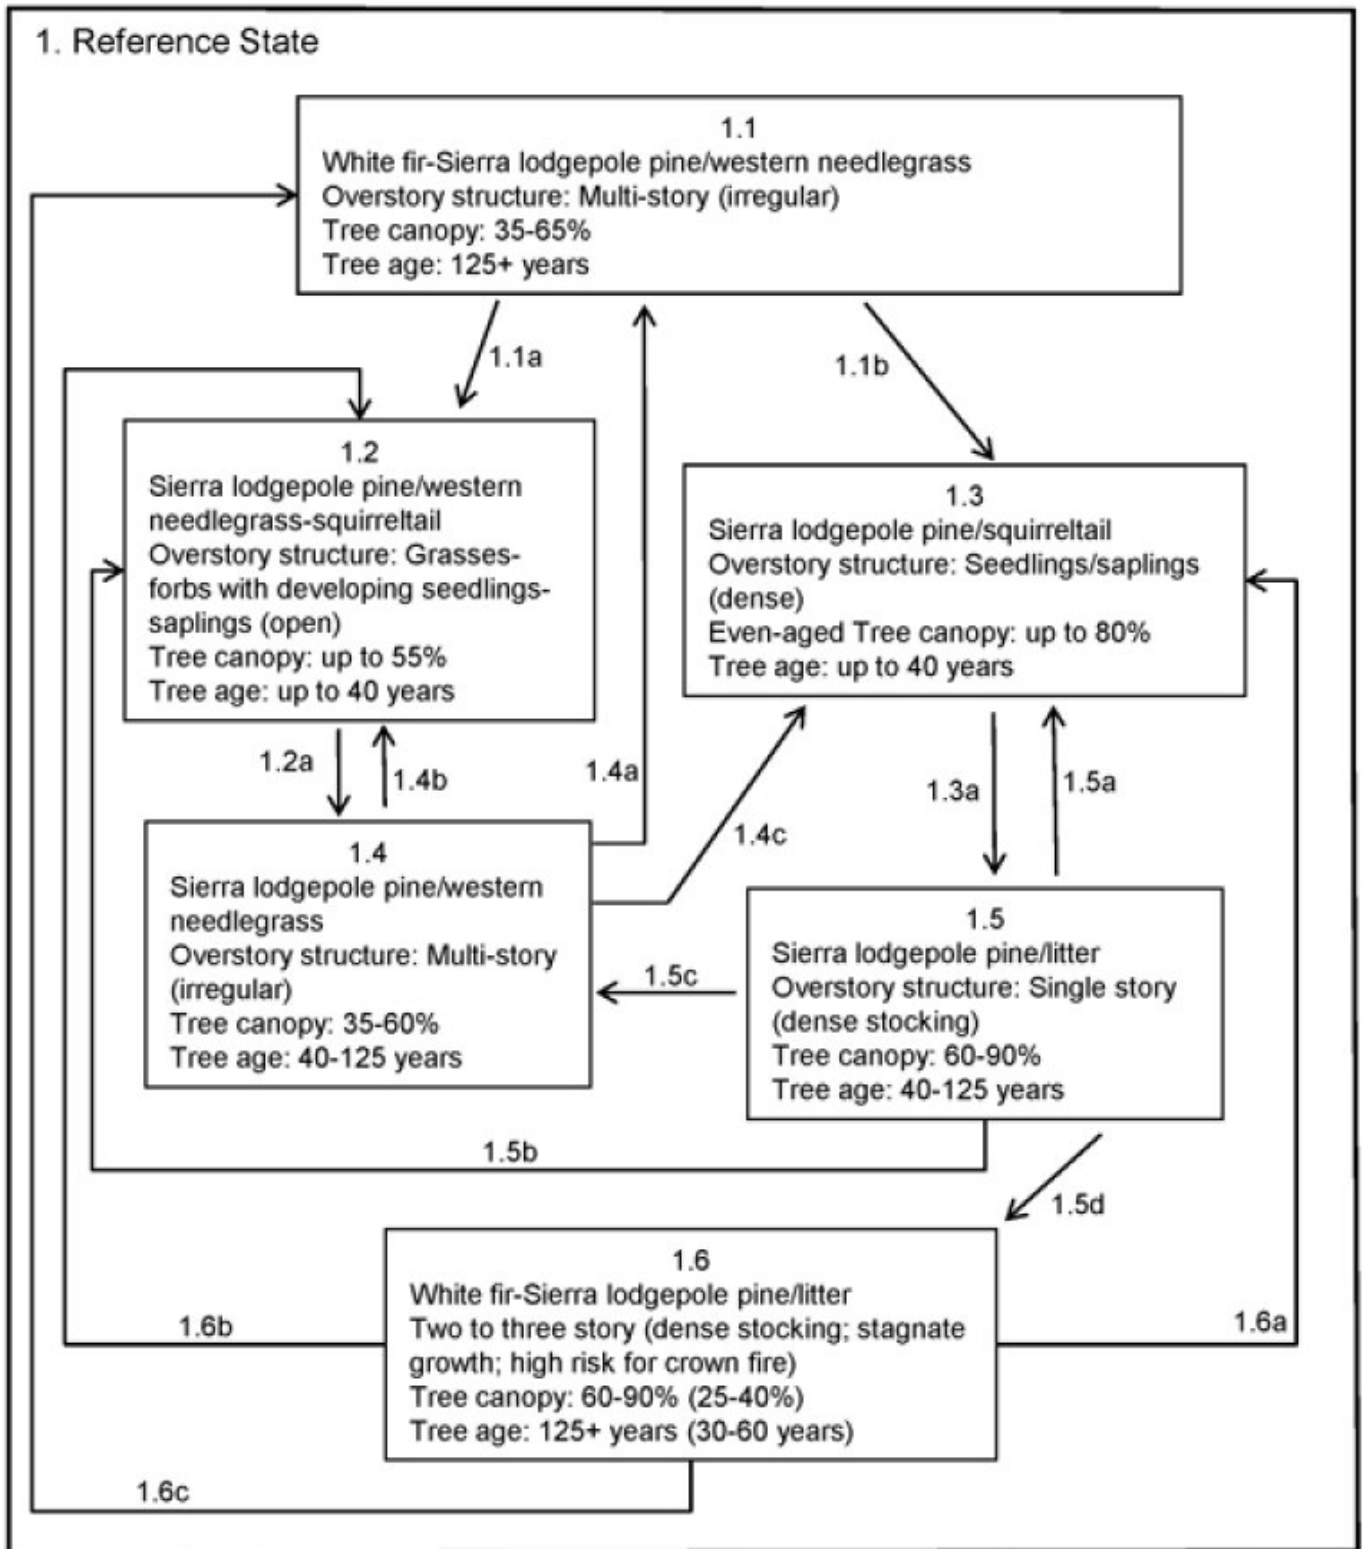 1. Reference State
1.1
White fir-Sierra lodgepole pine/western needlegrass
Overstory structure: Multi-story (irregular)
Tree canopy: 35-65%
Tree age: 125+ years
1.1a
1.1b
1.2
Sierra lodgepole pine/western
needlegrass-squirreltail
Overstory structure: Grasses-
forbs with developing seedlings-
saplings (open)
Tree canopy: up to 55%
Tree age: up to 40 years
1.3
Sierra lodgepole pine/squirreltail
Overstory structure: Seedlings/saplings
(dense)
Even-aged Tree canopy: up to 80%
Tree age: up to 40 years
1.2a
1.4b
1.4a
1.4c
1.3a
1.5a
1.4
Sierra lodgepole pine/western
needlegrass
Overstory structure: Multi-story
(irregular)
Tree canopy: 35-60%
Tree age: 40-125 years
1.5c
1.5
Sierra lodgepole pine/litter
Overstory structure: Single story
(dense stocking)
Tree canopy: 60-90%
Tree age: 40-125 years
1.5b
1.5d
1.6
White fir-Sierra lodgepole pine/litter
Two to three story (dense stocking; stagnate
growth; high risk for crown fire)
Tree canopy: 60-90% (25-40%)
Tree age: 125+ years (30-60 years)
1.6b
1.6a
1.6c